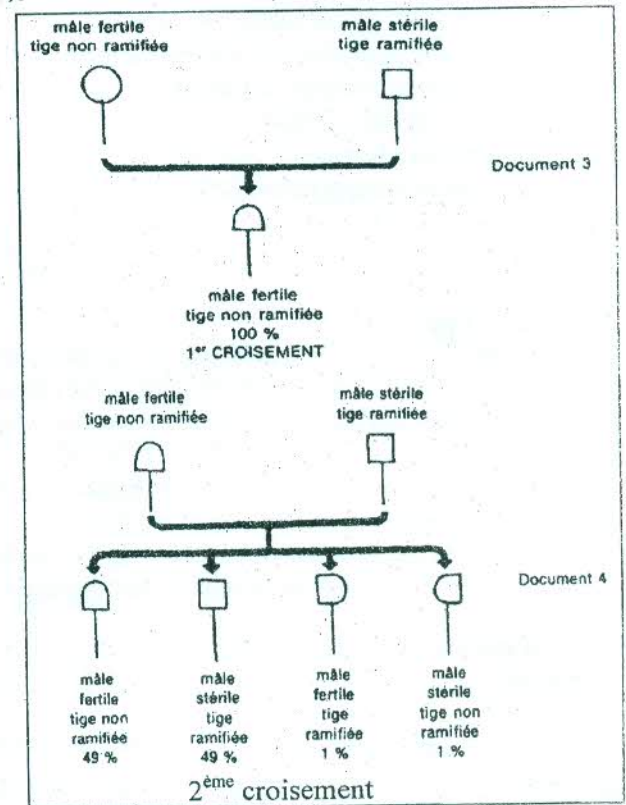 mâle fertile
tige non ramifiée
mâle stérile
tige ramifiée
Document 3
mâle fertile
tige non ramifiée
100 %
1er CROISEMENT
mâle fertile
tige non ramifiée
mâle stérile
tige ramifiée
Document 4
mâle
fertile
tige non
ramifiée
49 %
mâle
stérile
tige
ramifiée
49 %
mâle
fertile
tige
ramifiée
1 %
mâle
stérile
tige non
ramifiée
1 %
2ème croisement